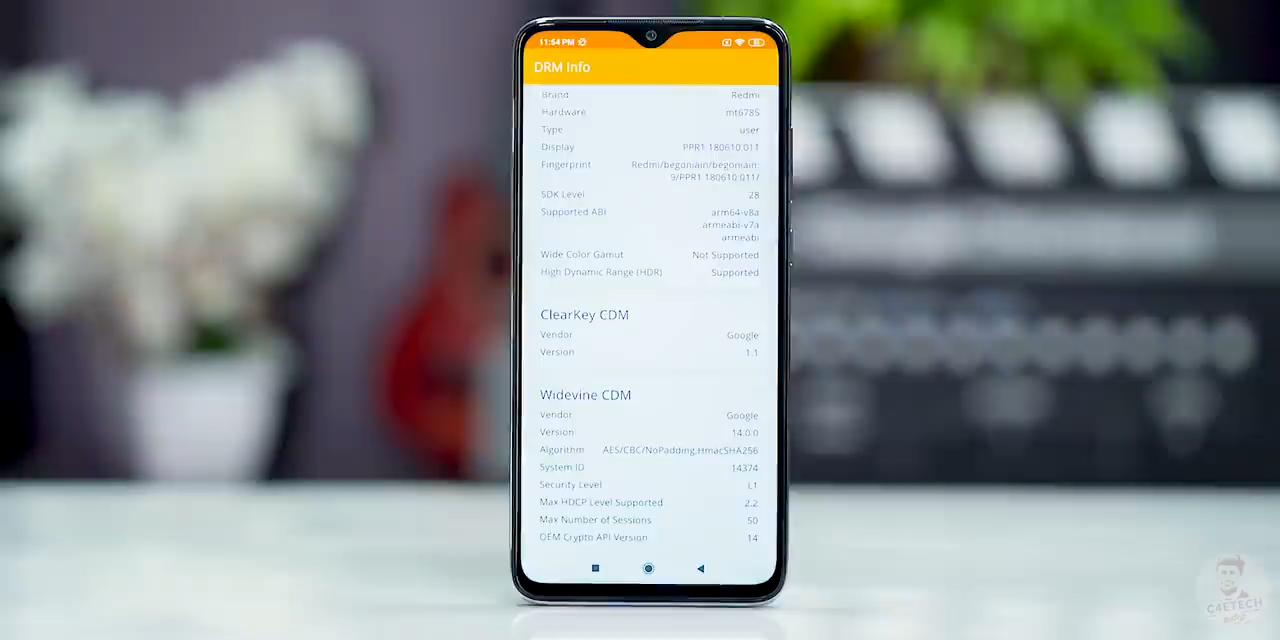 11:54 PM
DRM Info
Brand Redmi
Hardware mt6785
Type user
Display PPR1.180610.011
Fingerprint Redmi/begoniain/begoniain:
9/PPR1.180610.011/
SDK Level 28
Supported ABI arm64-v8a
armeabi-v7a
armeabi
Wide Color Gamut Not Supported
High Dynamic Range (HDR) Supported
ClearKey CDM
Vendor Google
Version 1.1
Widevine CDM
Vendor Google
Version 14.0.0
Algorithm AES/CBC/NoPadding,HmacSHA256
System ID 14374
Security Level L1
Max HDCP Level Supported 2.2
Max Number of Sessions 50
OEM Crypto API Version 14
C4ETECH
தமிழ்